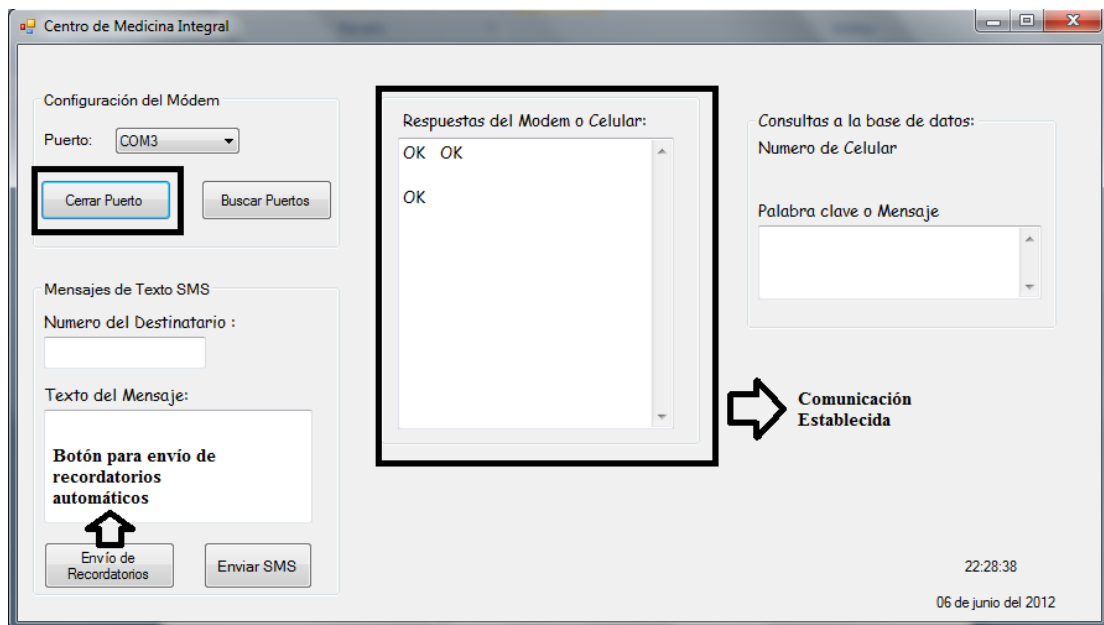 Centro de Medicina Integral
Configuración del Módem
Puerto:
COM3
Cerrar Puerto
Buscar Puertos
Mensajes de Texto SMS
Numero del Destinatario :
Texto del Mensaje:
Botón para envío de
recordatorios
automáticos
Envío de
Recordatorios
Enviar SMS
Respuestas del Modem o Celular:
OK OK
OK
Consultas a la base de datos:
Numero de Celular
Palabra clave o Mensaje
Comunicación
Establecida
22:28:38
06 de junio del 2012